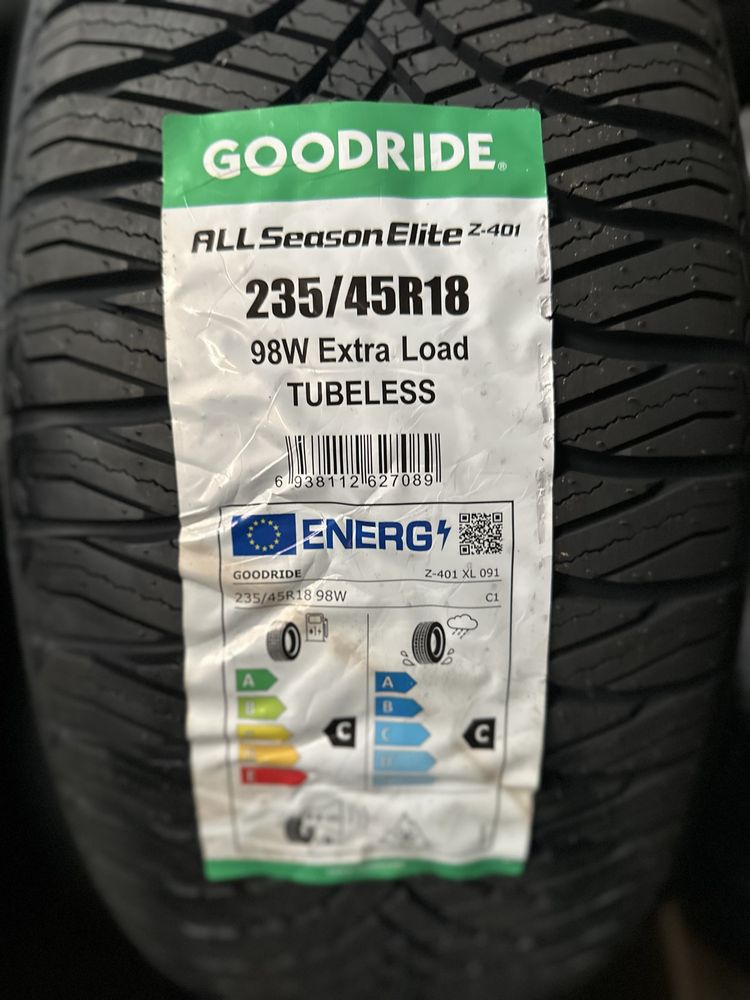 GOODRIDE®
ALL Season Elite Z-401
235/45R18
98W Extra Load
TUBELESS
6 938112 627089
ENERG
GOODRIDE Z-401 XL 091
235/45R18 98W C1
A A
B B
C C C
D
E